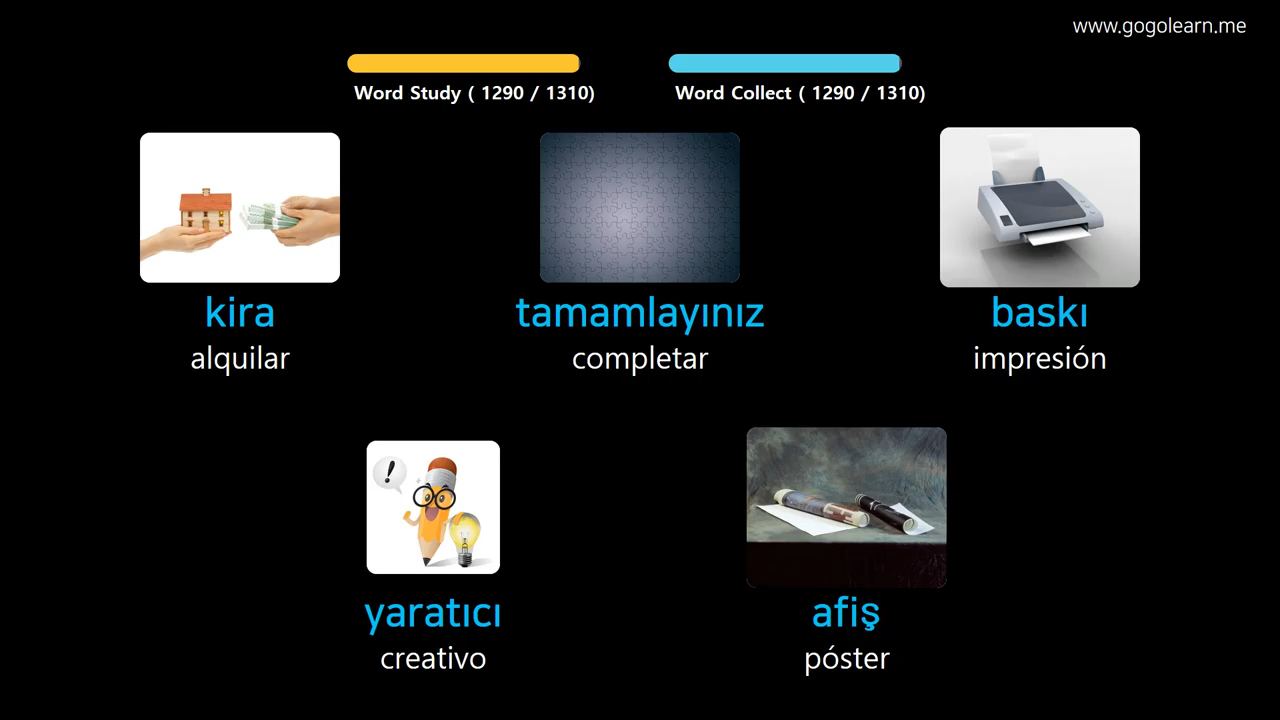 www.gogolearn.me
Word Study ( 1290 / 1310)
Word Collect ( 1290 / 1310)
kira
alquilar
tamamlayınız
completar
baskı
impresión
yaratıcı
creativo
afiş
póster